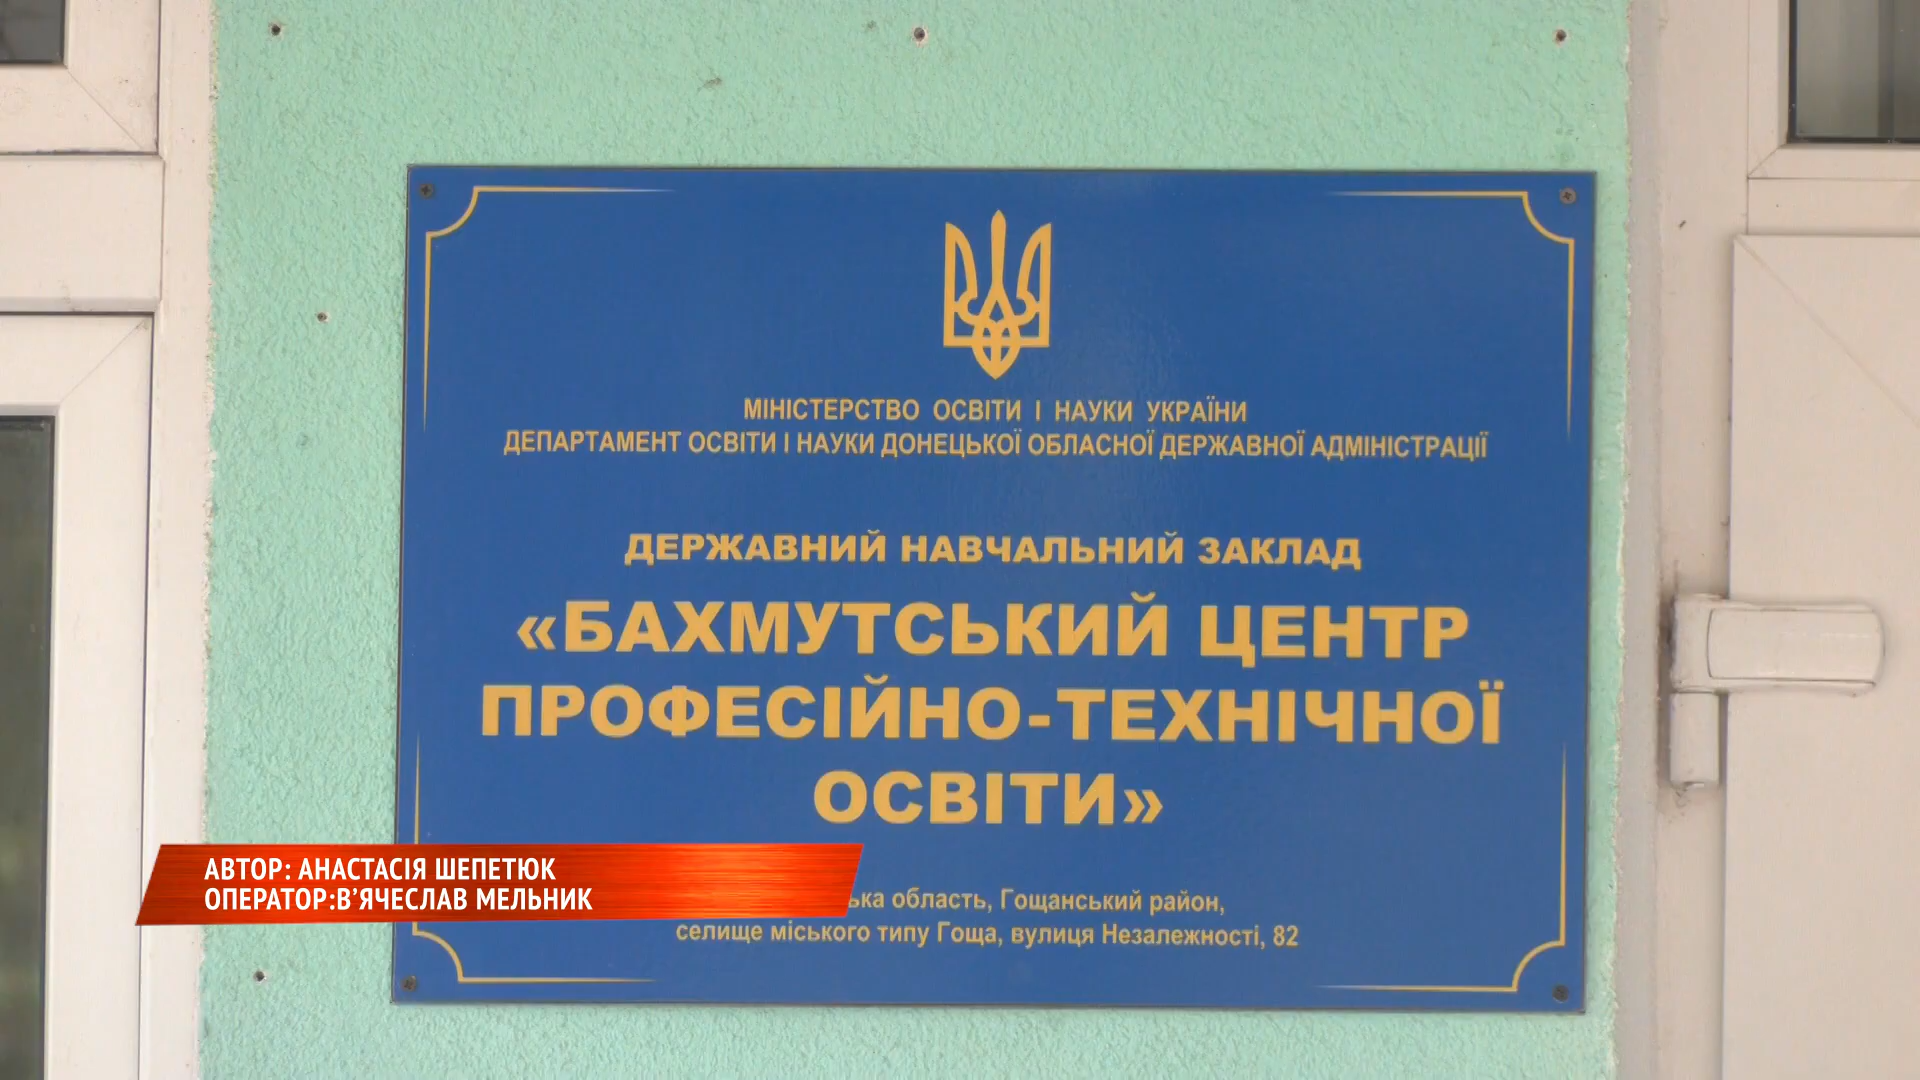 МІНІСТЕРСТВО ОСВІТИ І НАУКИ УКРАЇНИ
ДЕПАРТАМЕНТ ОСВІТИ І НАУКИ ДОНЕЦЬКОЇ ОБЛАСНОЇ ДЕРЖАВНОЇ АДМІНІСТРАЦІЇ
ДЕРЖАВНИЙ НАВЧАЛЬНИЙ ЗАКЛАД
«БАХМУТСЬКИЙ ЦЕНТР
ПРОФЕСІЙНО-ТЕХНІЧНОЇ
ОСВІТИ»
АВТОР: АНАСТАСІЯ ШЕПЕТЮК
ОПЕРАТОР:В'ЯЧЕСЛАВ МЕЛЬНИК
область, Гощанський район,
селище міського типу Гоща, вулиця Незалежності, 82